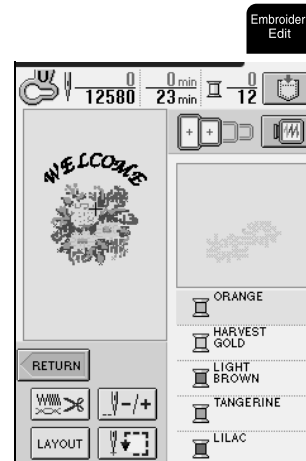 Embroider
Edit
U
0
12580
0 min
23 min
0
12
WELCOME
ORANGE
HARVEST
GOLD
LIGHT
BROWN
TANGERINE
LILAC
RETURN
-/+
LAYOUT